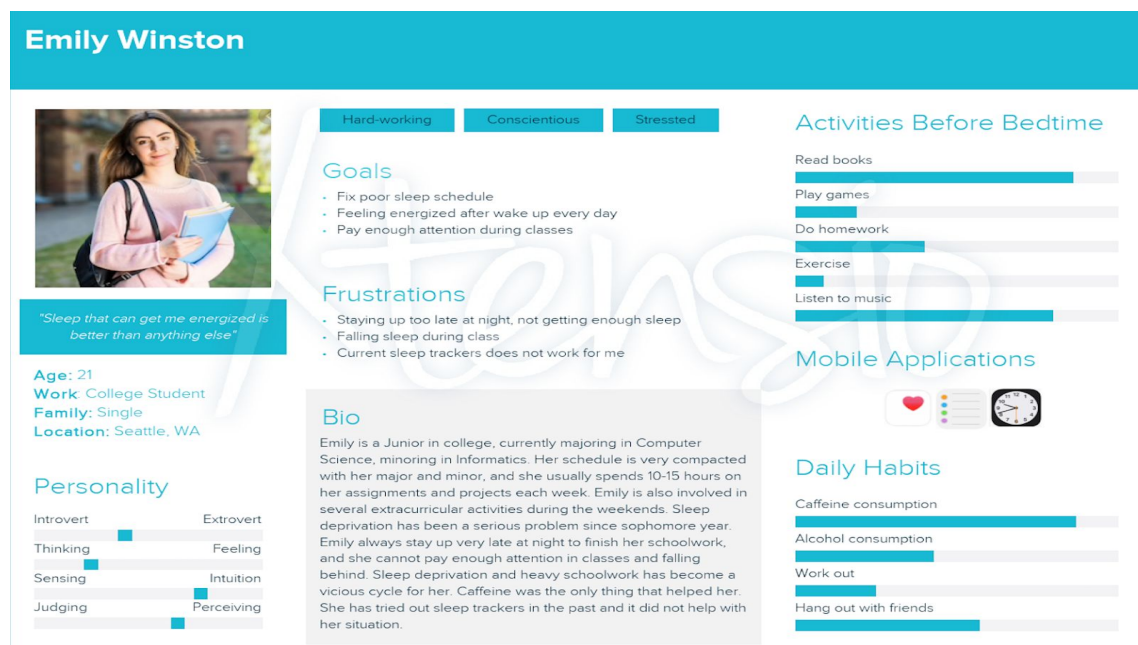 Emily Winston
"Sleep that can get me energized is
better than anything else"
Age: 21
Work: College Student
Family: Single
Location: Seattle, WA
Personality
Introvert Extrovert
Thinking Feeling
Sensing Intuition
Judging Perceiving
Hard-working Conscientious Stressted
Goals
Fix poor sleep schedule
Feeling energized after wake up every day
Pay enough attention during classes
Frustrations
Staying up too late at night, not getting enough sleep
Falling sleep during class
Current sleep trackers does not work for me
Bio
Emily is a Junior in college, currently majoring in Computer
Science, minoring in Informatics. Her schedule is very compacted
with her major and minor, and she usually spends 10-15 hours on
her assignments and projects each week. Emily is also involved in
several extracurricular activities during the weekends. Sleep
deprivation has been a serious problem since sophomore year.
Emily always stay up very late at night to finish her schoolwork,
and she cannot pay enough attention in classes and falling
behind. Sleep deprivation and heavy schoolwork has become a
vicious cycle for her. Caffeine was the only thing that helped her.
She has tried out sleep trackers in the past and it did not help with
her situation.
Activities Before Bedtime
Read books
Play games
Do homework
Exercise
Listen to music
Mobile Applications
Daily Habits
Caffeine consumption
Alcohol consumption
Work out
Hang out with friends
Xtensio